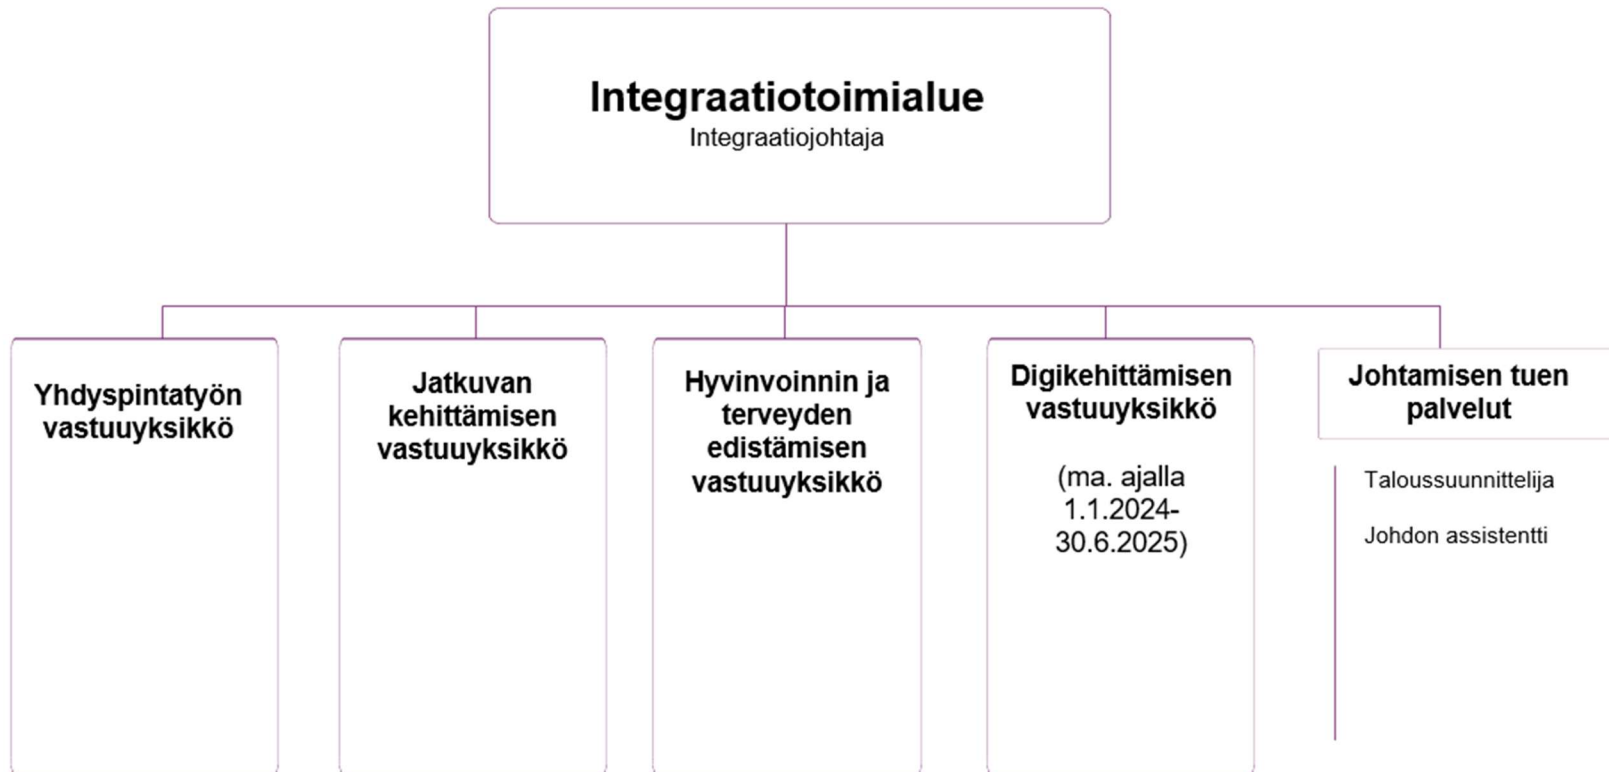 Integraatiotoimialue
Integraatiojohtaja
Yhdyspintatyön
vastuuyksikkö
Jatkuvan
kehittämisen
vastuuyksikkö
Hyvinvoinnin ja
terveyden
edistämisen
vastuuyksikkö
Digikehittämisen
vastuuyksikkö
(ma. ajalla
1.1.2024-
30.6.2025)
Johtamisen tuen
palvelut
Taloussuunnittelija
Johdon assistentti